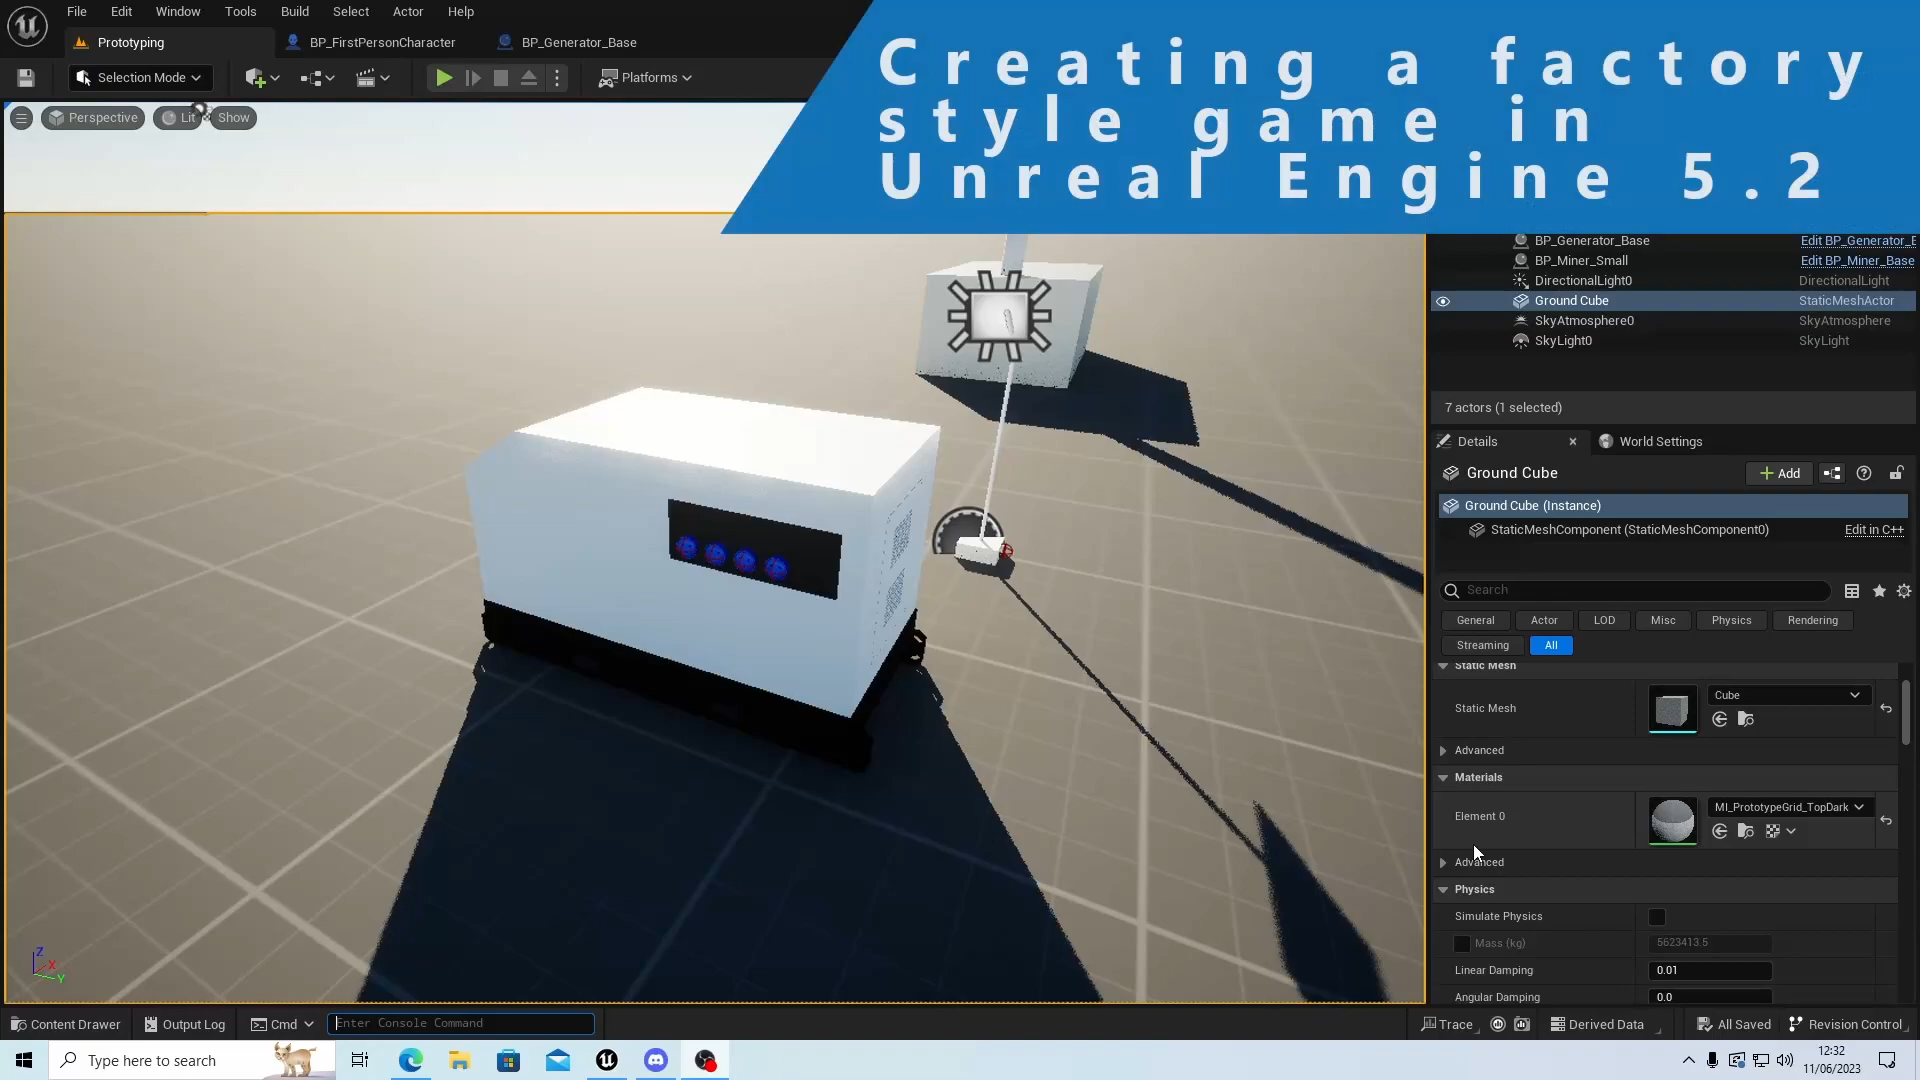 File Edit Window Tools Build Select Actor Help
Prototyping BP_FirstPersonCharacter BP_Generator_Base
Selection Mode Platforms
Creating a factory
style game in
Unreal Engine 5.2
Perspective Lit Show
BP_Generator_Base Edit BP_Generator_E
BP_Miner_Small Edit BP_Miner_Base
DirectionalLight0 DirectionalLight
Ground Cube StaticMeshActor
SkyAtmosphere0 SkyAtmosphere
SkyLight0 SkyLight
7 actors (1 selected)
Details World Settings
Ground Cube Add
Ground Cube (Instance)
StaticMeshComponent (StaticMeshComponent0) Edit in C++
Search
General Actor LOD Misc Physics Rendering
Streaming All
Static Mesh
Static Mesh Cube
Advanced
Materials
Element 0 MI_PrototypeGrid_TopDark
Advanced
Physics
Simulate Physics
Mass (kg) 5623413.5
Linear Damping 0.01
Angular Damping 0.0
Z
X
Y
Content Drawer Output Log Cmd Enter Console Command Trace Derived Data All Saved Revision Control
Type here to search
12:32
11/06/2023